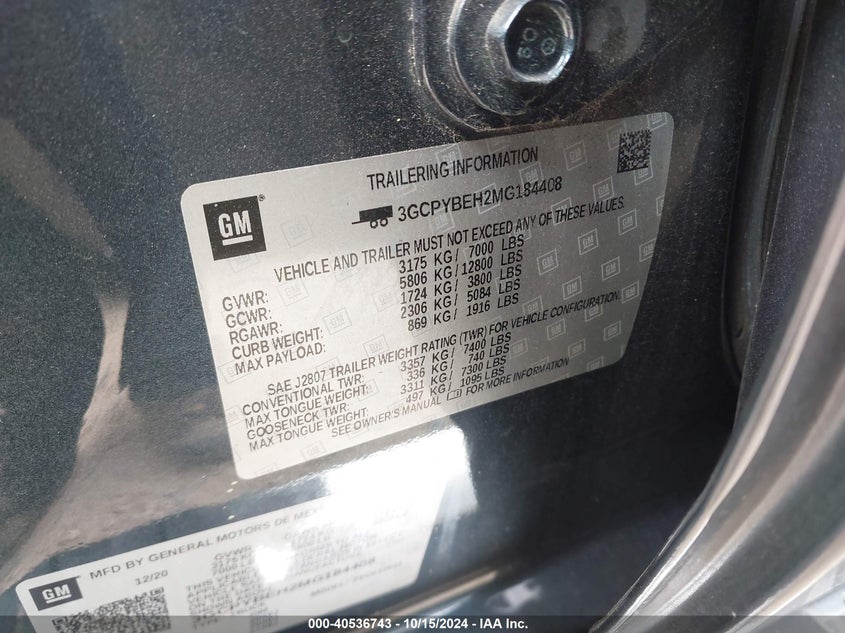 GM
TRAILERING INFORMATION
3GCPYBEH2MG184408
VEHICLE AND TRAILER MUST NOT EXCEED ANY OF THESE VALUES.
GVWR: 3175 KG / 7000 LBS
GCWR: 5806 KG / 12800 LBS
RGAWR: 1724 KG / 3800 LBS
CURB WEIGHT: 2306 KG / 5084 LBS
MAX PAYLOAD: 869 KG / 1916 LBS
SAE J2807 TRAILER WEIGHT RATING (TWR) FOR VEHICLE CONFIGURATION.
CONVENTIONAL TWR: 3357 KG / 7400 LBS
MAX TONGUE WEIGHT: 336 KG / 740 LBS
GOOSENECK TWR: 3311 KG / 7300 LBS
MAX TONGUE WEIGHT: 497 KG / 1095 LBS
SEE OWNER'S MANUAL FOR MORE INFORMATION
GM
MFD BY GENERAL MOTORS DE
12/20
GVWR
THIS VEHICLE
000-40536743 - 10/15/2024 - IAA Inc.